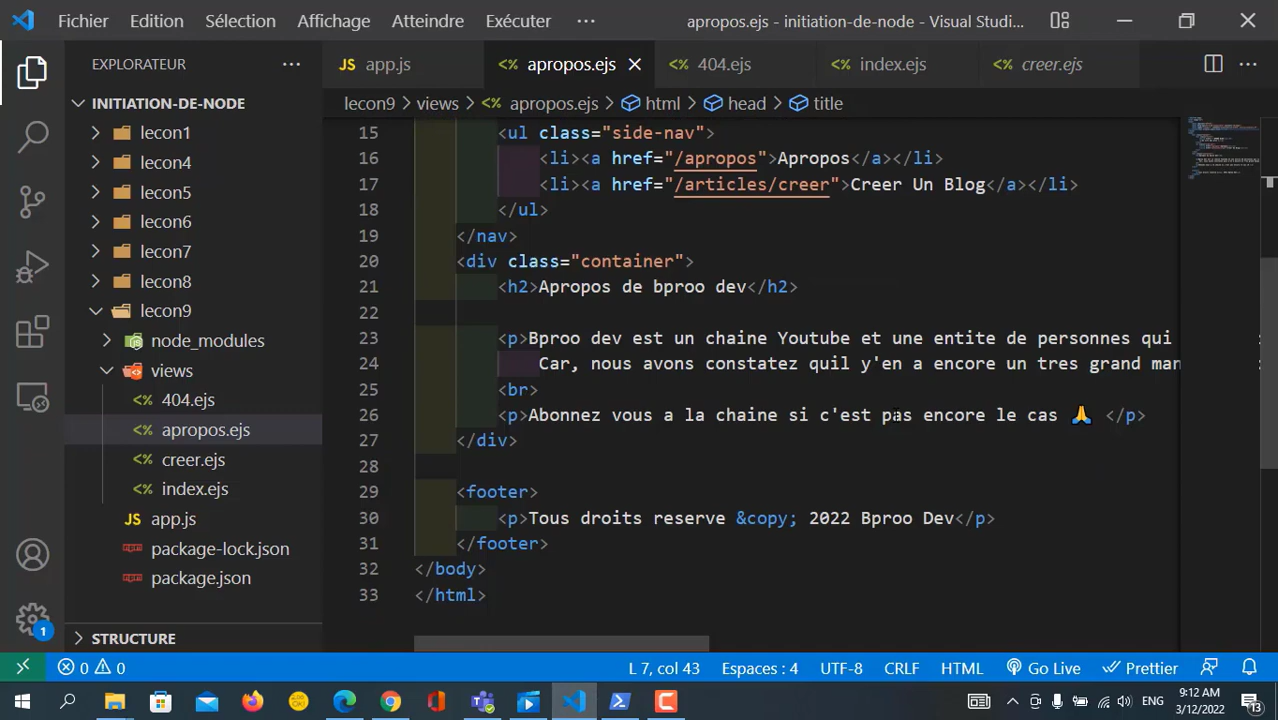 Fichier Edition Sélection Affichage Atteindre Exécuter ··· apropos.ejs - initiation-de-node - Visual Studi...
EXPLORATEUR ···
JS app.js <%> apropos.ejs <%> 404.ejs <%> index.ejs <%> creer.ejs ···
INITIATION-DE-NODE
lecon9 > views > <%> apropos.ejs > html > head > title
lecon1
lecon4
lecon5
lecon6
lecon7
lecon8
lecon9
node_modules
views
<%> 404.ejs
<%> apropos.ejs
<%> creer.ejs
<%> index.ejs
JS app.js
package-lock.json
package.json
STRUCTURE
15 <ul class="side-nav">
16 <li><a href="/apropos">Apropos</a></li>
17 <li><a href="/articles/creer">Creer Un Blog</a></li>
18 </ul>
19 </nav>
20 <div class="container">
21 <h2>Apropos de bproo dev</h2>
22
23 <p>Bproo dev est un chaine Youtube et une entite de personnes qui
24 Car, nous avons constatez quil y'en a encore un tres grand man
25 <br>
26 <p>Abonnez vous a la chaine si c'est pas encore le cas 🙏 </p>
27 </div>
28
29 <footer>
30 <p>Tous droits reserve &copy; 2022 Bproo Dev</p>
31 </footer>
32 </body>
33 </html>
1
0 0 L 7, col 43 Espaces : 4 UTF-8 CRLF HTML Go Live Prettier
ENG 9:12 AM
3/12/2022 13